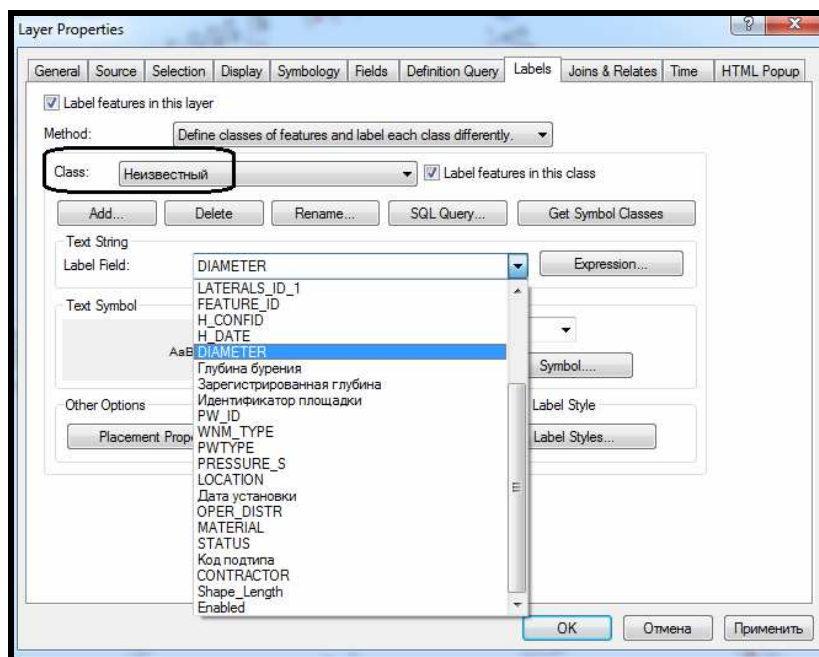 Layer Properties
General Source Selection Display Symbology Fields Definition Query Labels Joins & Relates Time HTML Popup
Label features in this layer
Method: Define classes of features and label each class differently.
Class: Неизвестный Label features in this class
Add... Delete Rename... SQL Query... Get Symbol Classes
Text String
Label Field: DIAMETER Expression...
LATERALS_ID_1
FEATURE_ID
Text Symbol
H_CONFID
H_DATE
AaB DIAMETER
Глубина бурения Symbol....
Зарегистрированная глубина
Идентификатор площадки
Other Options Label Style
PW_ID
WNM_TYPE
Placement Prop PWTYPE Label Styles...
PRESSURE_S
LOCATION
Дата установки
OPER_DISTR
MATERIAL
STATUS
Код подтипа
CONTRACTOR
Shape_Length
Enabled
OK Отмена Применить